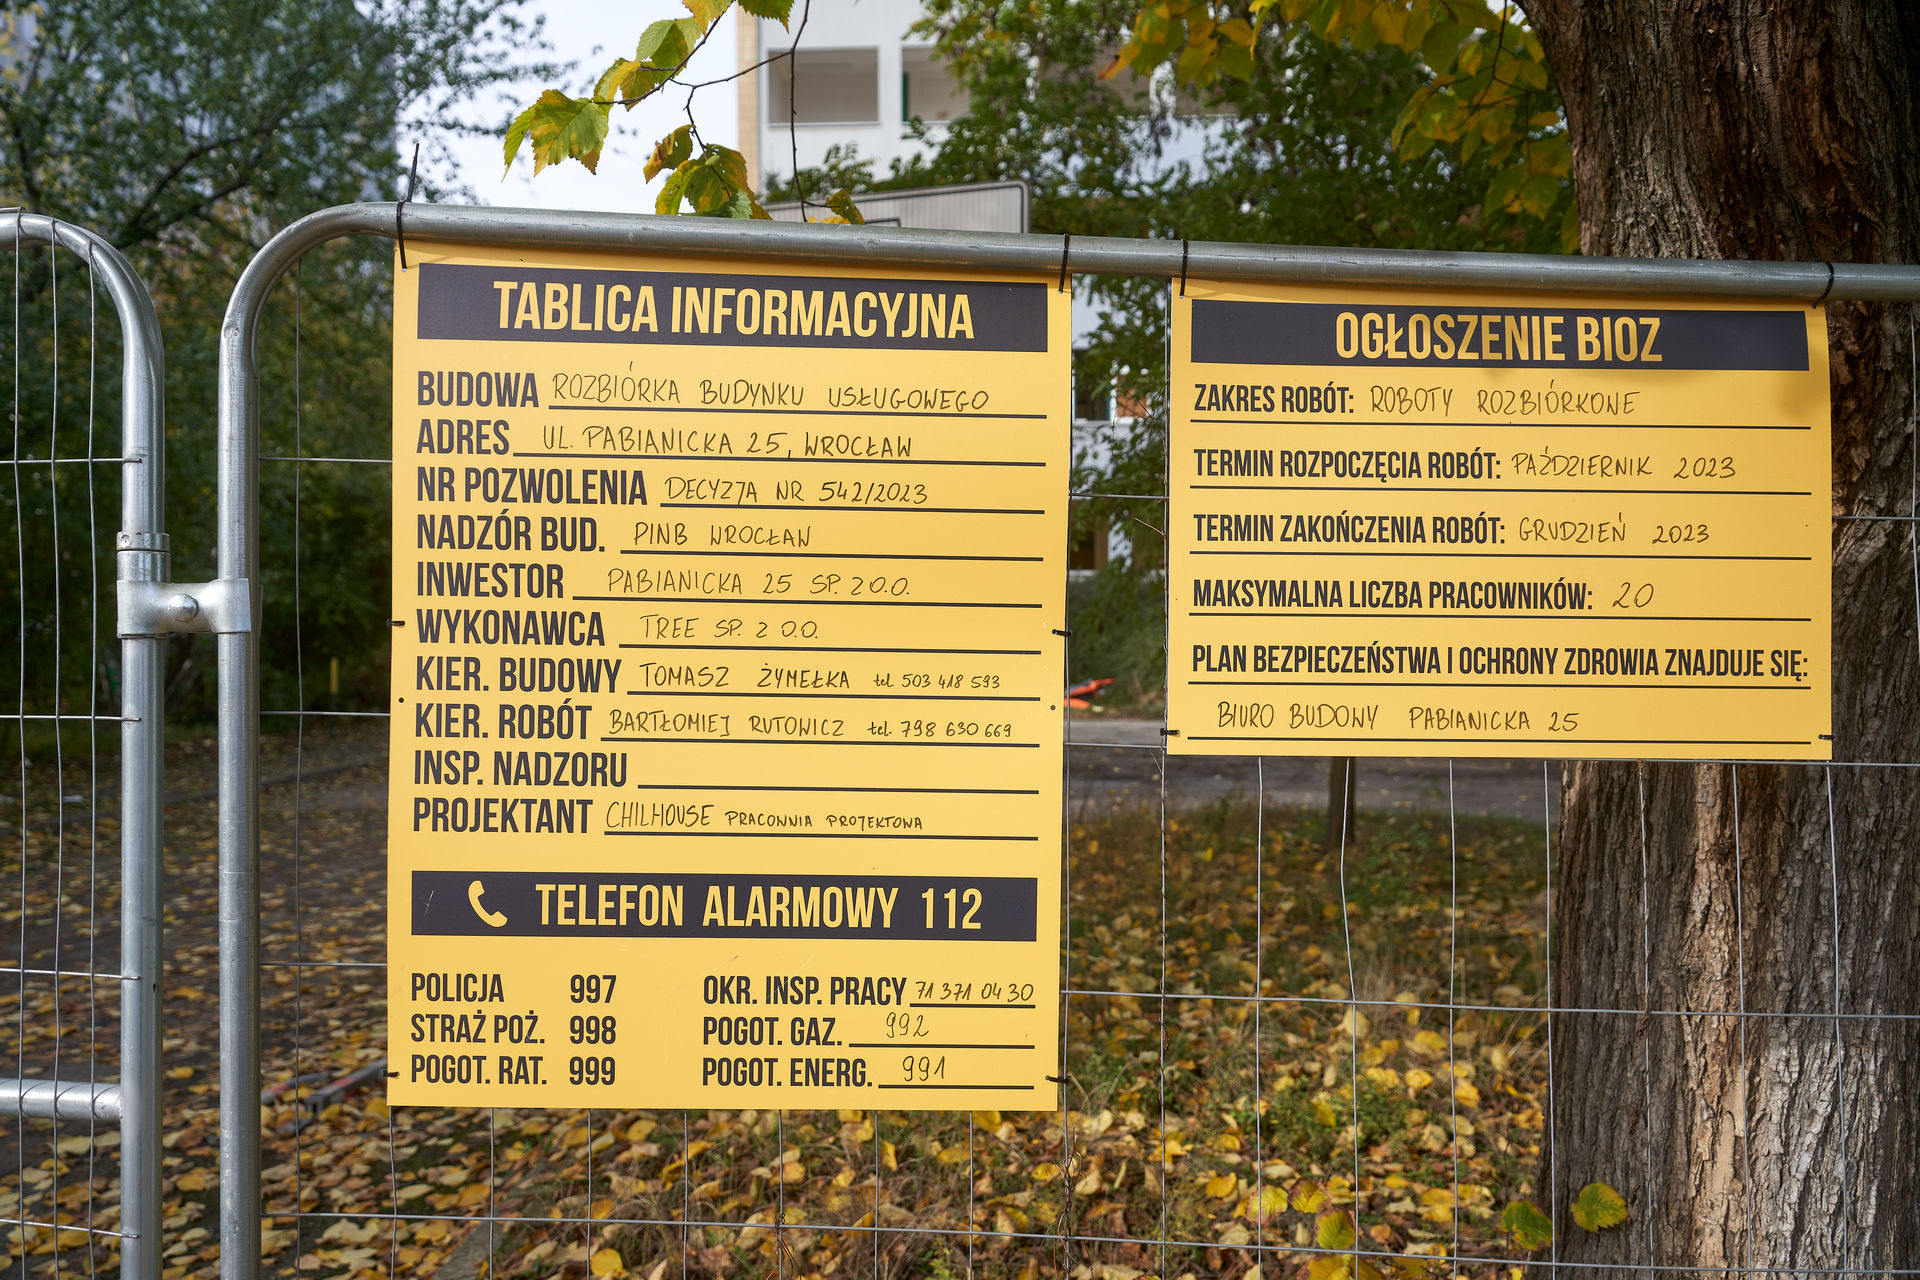 TABLICA INFORMACYJNA
BUDOWA ROZBIÓRKA BUDYNKU USŁUGOWEGO
ADRES UL. PABIANICKA 25, WROCŁAW
NR POZWOLENIA DECYZJA NR 542/2023
NADZÓR BUD. PINB WROCŁAW
INWESTOR PABIANICKA 25 SP. Z O.O.
WYKONAWCA TREE SP. Z O.O.
KIER. BUDOWY TOMASZ ŻYMEŁKA tel. 503 418 593
KIER. ROBÓT BARTŁOMIEJ RUTOWICZ tel. 798 630 669
INSP. NADZORU
PROJEKTANT CHILHOUSE PRACOWNIA PROJEKTOWA
TELEFON ALARMOWY 112
POLICJA 997
STRAŻ POŻ. 998
POGOT. RAT. 999
OKR. INSP. PRACY 71 371 04 30
POGOT. GAZ. 992
POGOT. ENERG. 991
OGŁOSZENIE BIOZ
ZAKRES ROBÓT: ROBOTY ROZBIÓRKOWE
TERMIN ROZPOCZĘCIA ROBÓT: PAŹDZIERNIK 2023
TERMIN ZAKOŃCZENIA ROBÓT: GRUDZIEŃ 2023
MAKSYMALNA LICZBA PRACOWNIKÓW: 20
PLAN BEZPIECZEŃSTWA I OCHRONY ZDROWIA ZNAJDUJE SIĘ:
BIURO BUDOWY PABIANICKA 25